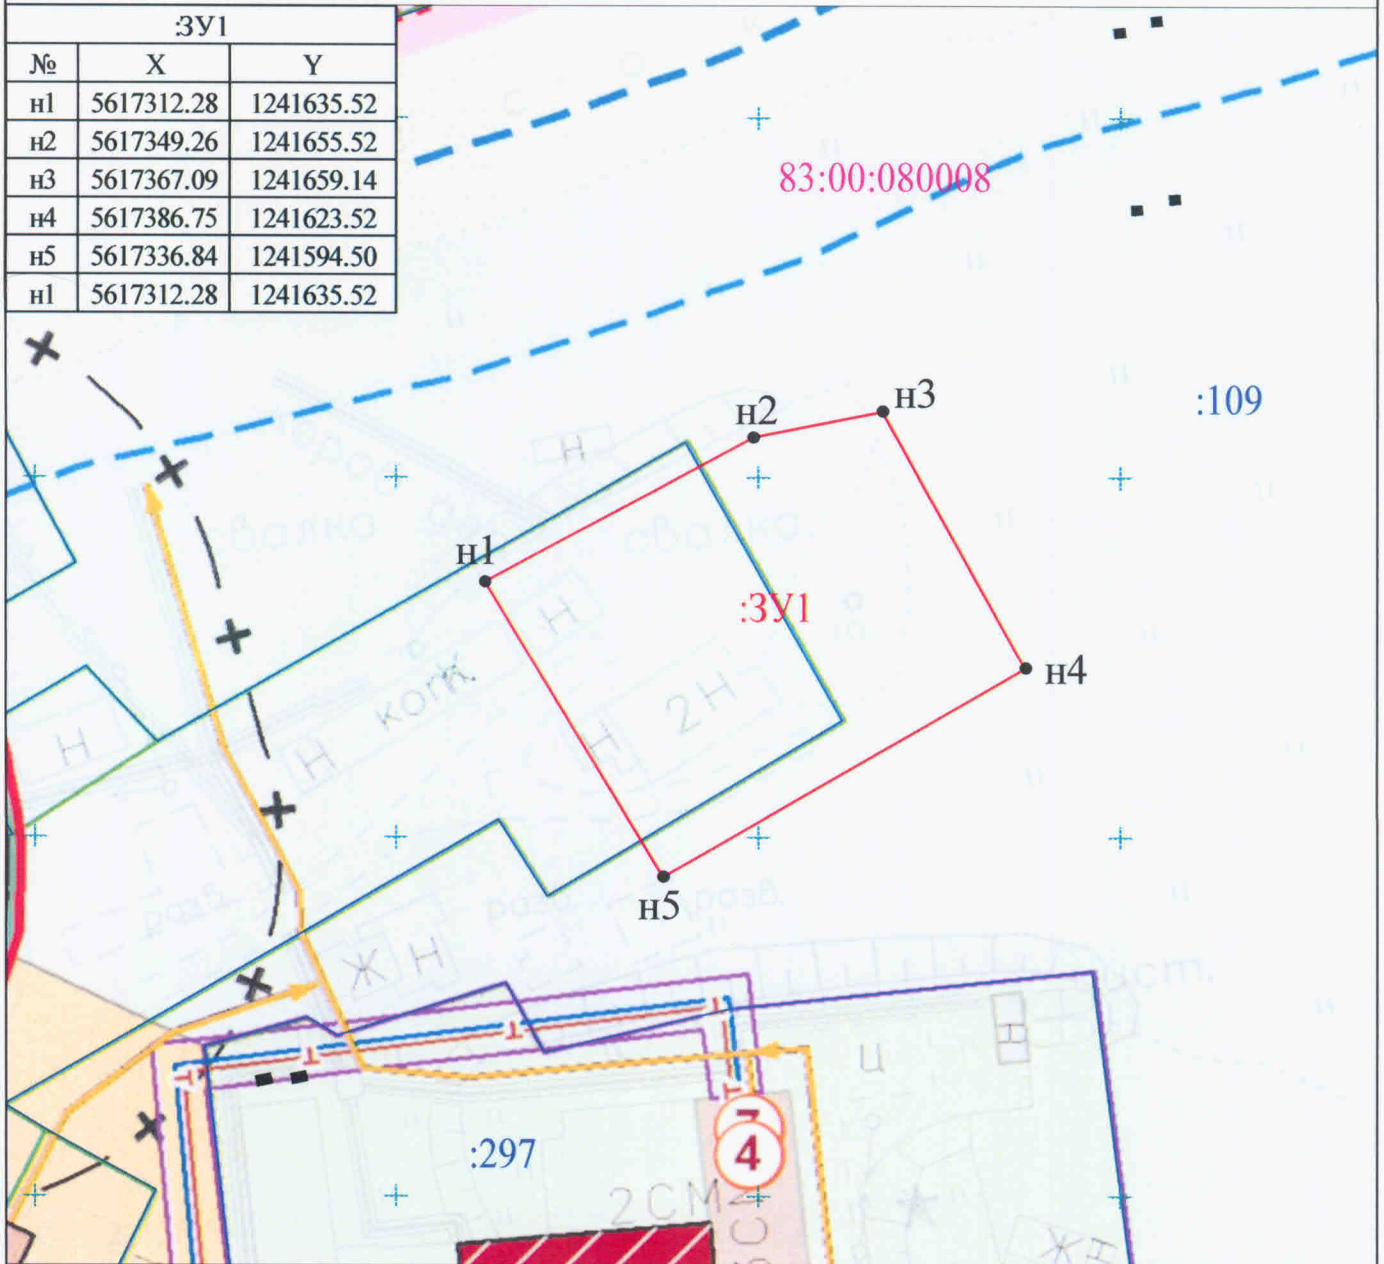 :ЗУ1
№ X Y
н1 5617312.28 1241635.52
н2 5617349.26 1241655.52
н3 5617367.09 1241659.14
н4 5617386.75 1241623.52
н5 5617336.84 1241594.50
н1 5617312.28 1241635.52
83:00:080008
:109
н3
н2
Н
свалка
свалка.
н1
Н
:ЗУ1
н4
копк.
2Н
Н
Н
Н
н5
разв.
Ж Н
Н
Ц
:297
4
2СМ
ЖН